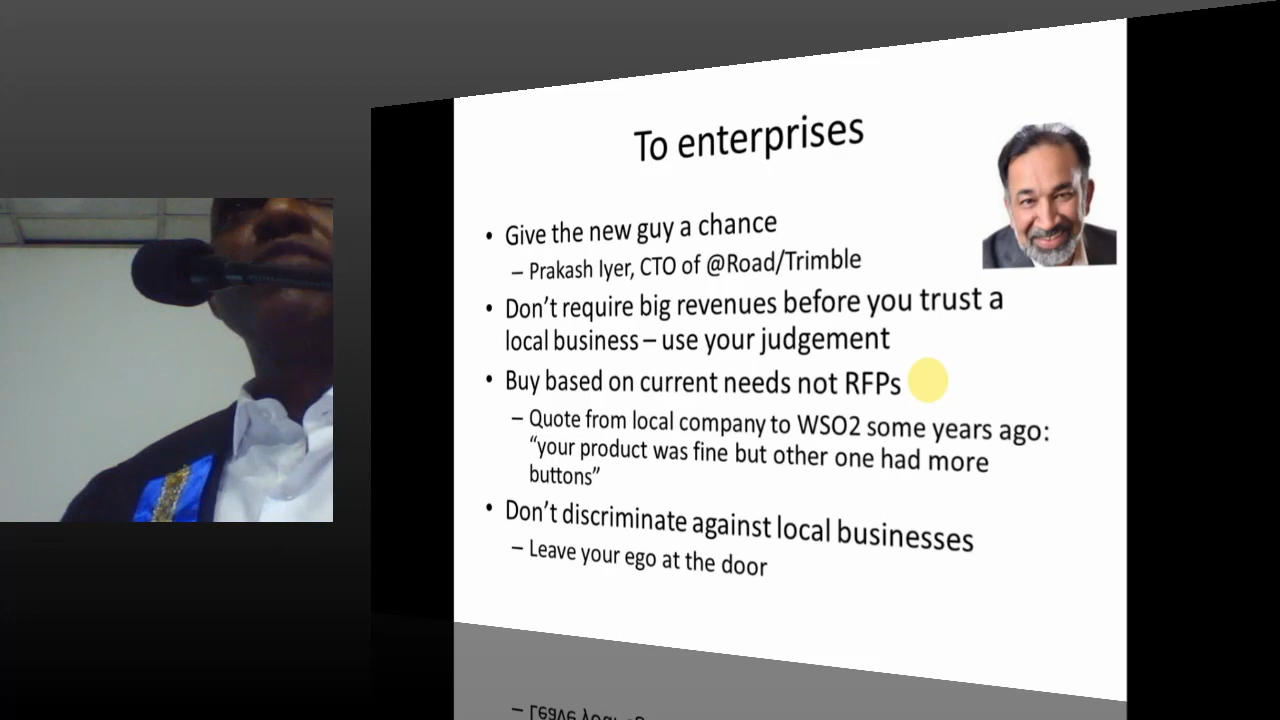 To enterprises
• Give the new guy a chance
– Prakash Iyer, CTO of @Road/Trimble
• Don’t require big revenues before you trust a
local business – use your judgement
• Buy based on current needs not RFPs
– Quote from local company to WSO2 some years ago:
“your product was fine but other one had more
buttons”
• Don’t discriminate against local businesses
– Leave your ego at the door